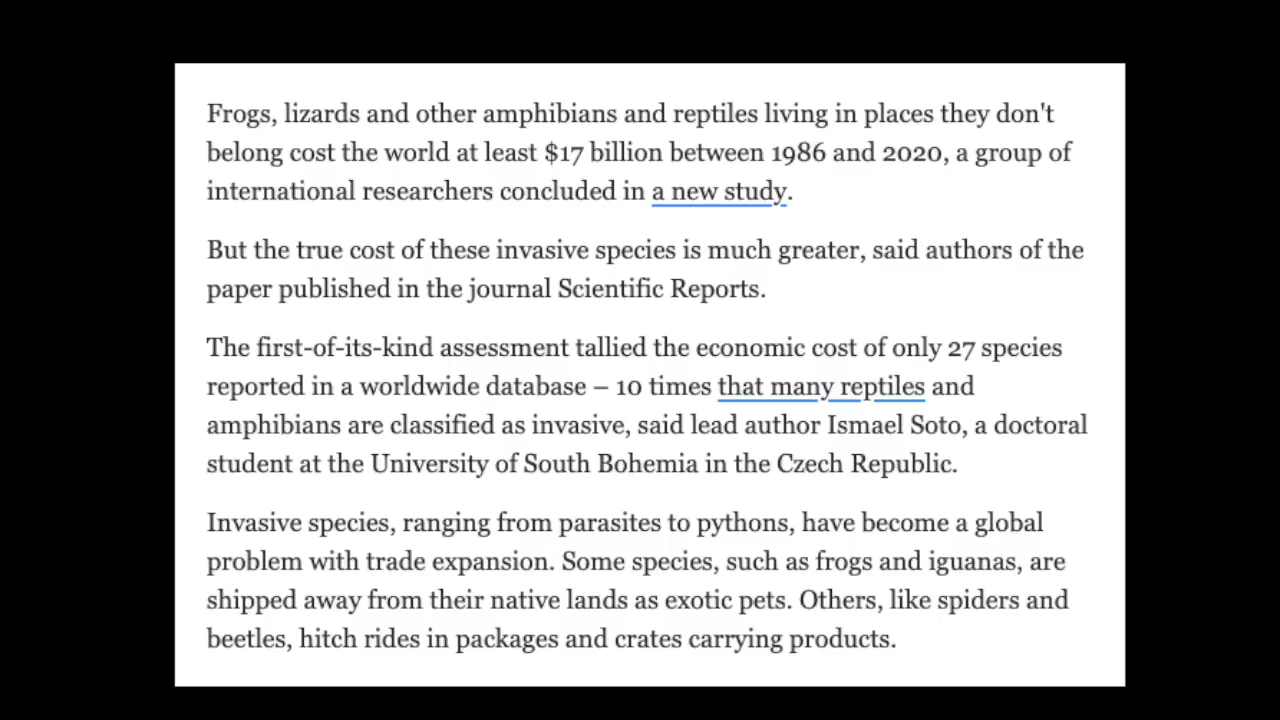 Frogs, lizards and other amphibians and reptiles living in places they don't
belong cost the world at least $17 billion between 1986 and 2020, a group of
international researchers concluded in a new study.
But the true cost of these invasive species is much greater, said authors of the
paper published in the journal Scientific Reports.
The first-of-its-kind assessment tallied the economic cost of only 27 species
reported in a worldwide database – 10 times that many reptiles and
amphibians are classified as invasive, said lead author Ismael Soto, a doctoral
student at the University of South Bohemia in the Czech Republic.
Invasive species, ranging from parasites to pythons, have become a global
problem with trade expansion. Some species, such as frogs and iguanas, are
shipped away from their native lands as exotic pets. Others, like spiders and
beetles, hitch rides in packages and crates carrying products.